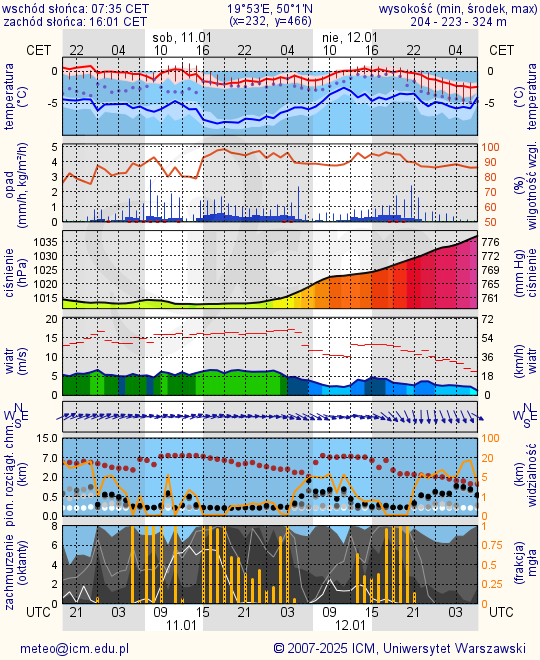 wschód słońca: 07:35 CET 19°53'E, 50°1'N wysokość (min, środek, max)
zachód słońca: 16:01 CET (x=232, y=466) 204 - 223 - 324 m
sob, 11.01 nie, 12.01
CET 22 04 10 16 22 04 10 16 22 04 CET
temperatura (°C) 0 -5 0 -5 temperatura (°C)
opad (mm/h, kg/m²/h) 5 4 3 2 1 0 100 90 80 70 60 50 (%) wilgotność wzgl.
ciśnienie (hPa) 1035 1030 1025 1020 1015 776 772 769 765 761 (mm Hg) ciśnienie
wiatr (m/s) 20 15 10 5 0 72 54 36 18 0 (km/h) wiatr
N W E S N W E S
pion. rozciągł. chm. (km) 15.0 7.0 2.0 0.5 0.0 100 20 5 1 0 (km) widzialność
zachmurzenie (oktanty) 8 6 4 2 0 1 0.75 0.5 0.25 0 (frakcja) mgła
UTC 21 03 09 15 21 03 09 15 21 03 UTC
11.01 12.01
meteo@icm.edu.pl © 2007-2025 ICM, Uniwersytet Warszawski